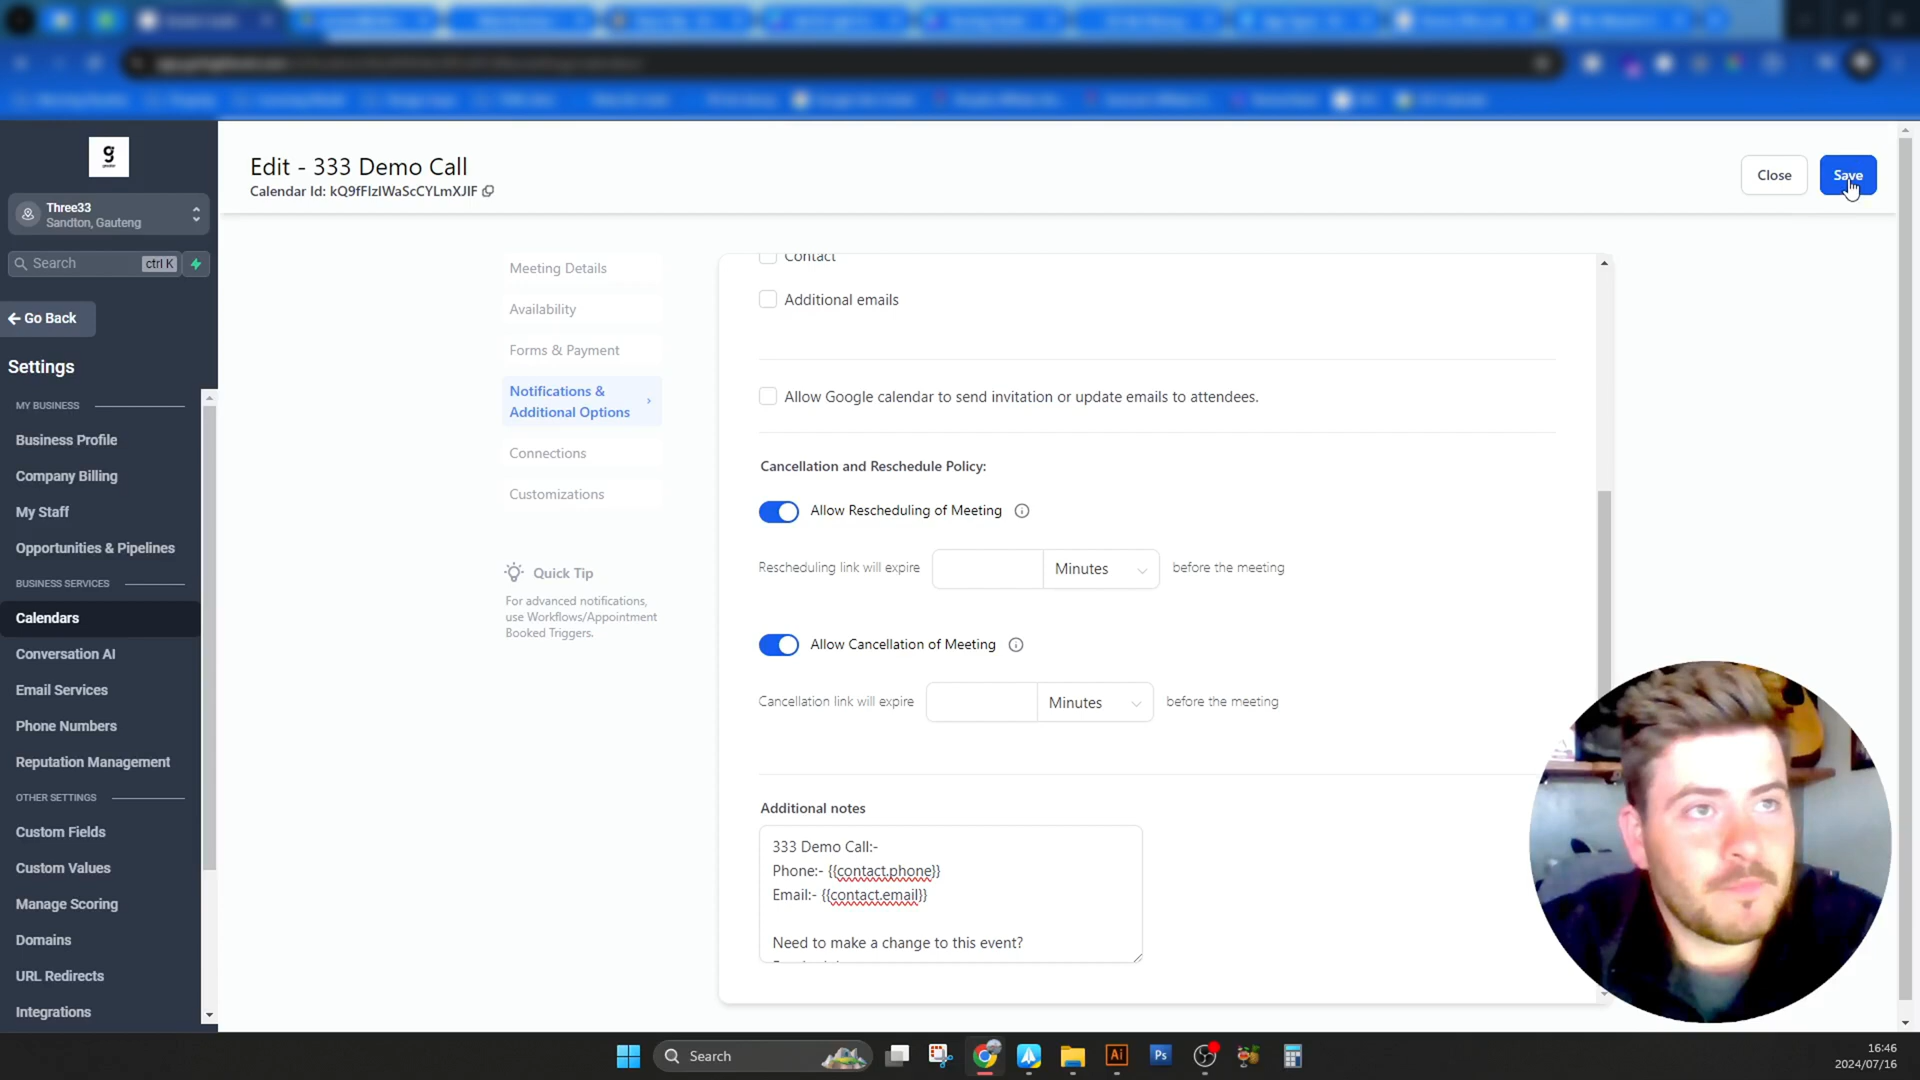 Edit - 333 Demo Call
Calendar Id: kQ9fFIzIWaScCYLmXJIF
Close
Save
g
Three33
Sandton, Gauteng
Search
ctrl K
Go Back
Settings
MY BUSINESS
Business Profile
Company Billing
My Staff
Opportunities & Pipelines
BUSINESS SERVICES
Calendars
Conversation AI
Email Services
Phone Numbers
Reputation Management
OTHER SETTINGS
Custom Fields
Custom Values
Manage Scoring
Domains
URL Redirects
Integrations
Meeting Details
Availability
Forms & Payment
Notifications &
Additional Options
Connections
Customizations
Quick Tip
For advanced notifications,
use Workflows/Appointment
Booked Triggers.
Contact
Additional emails
Allow Google calendar to send invitation or update emails to attendees.
Cancellation and Reschedule Policy:
Allow Rescheduling of Meeting
Rescheduling link will expire
Minutes
before the meeting
Allow Cancellation of Meeting
Cancellation link will expire
Minutes
before the meeting
Additional notes
333 Demo Call:-
Phone:- {{contact.phone}}
Email:- {{contact.email}}
Need to make a change to this event?
Search
Ai
Ps
16:46
2024/07/16